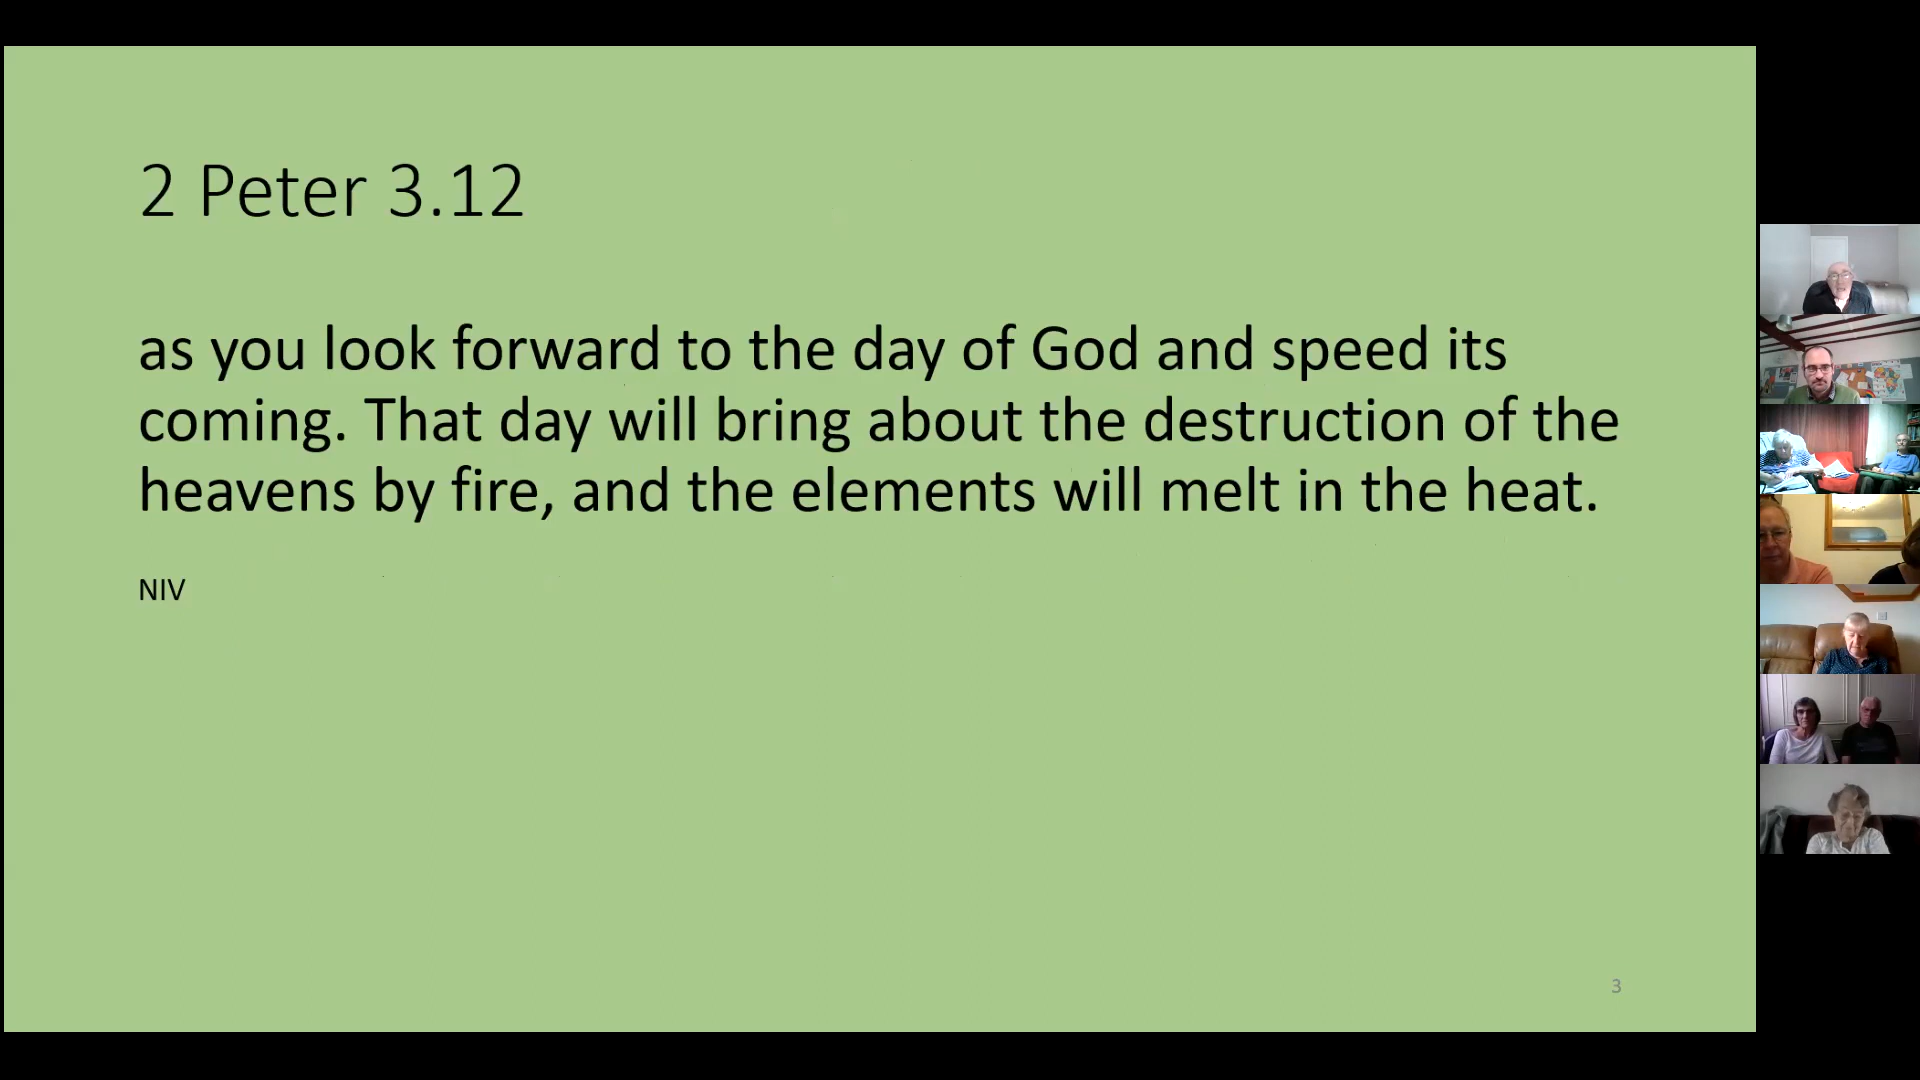 2 Peter 3.12
as you look forward to the day of God and speed its
coming. That day will bring about the destruction of the
heavens by fire, and the elements will melt in the heat.
NIV
3